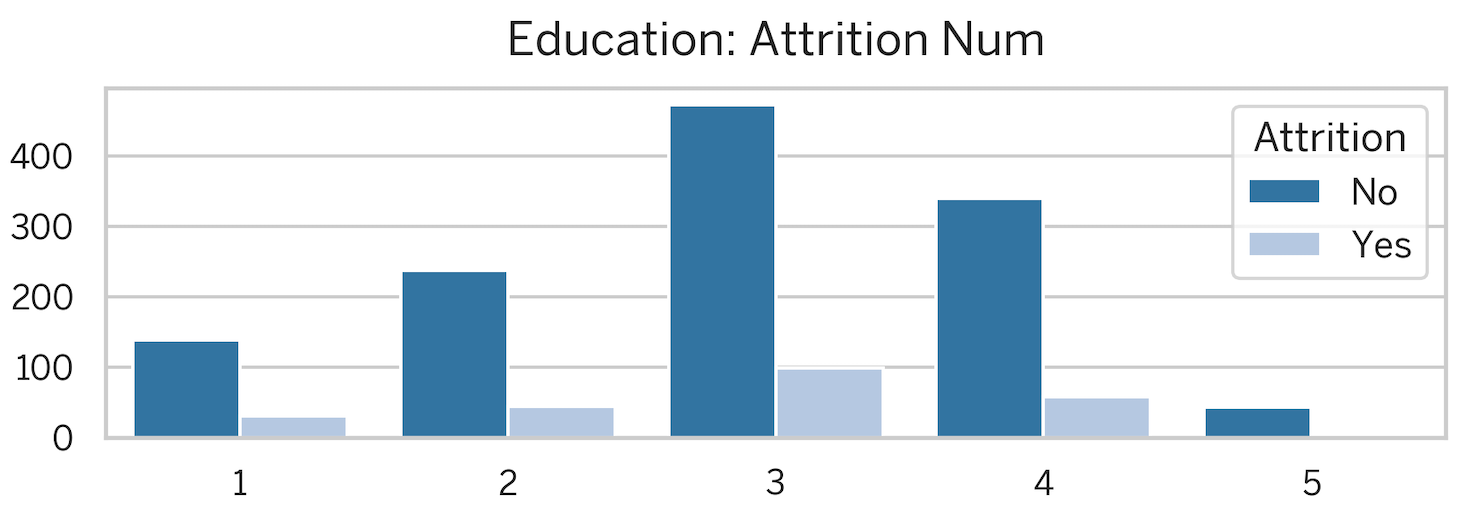 Education: Attrition Num
400
300
200
100
0
1 2 3 4 5
Attrition
No
Yes